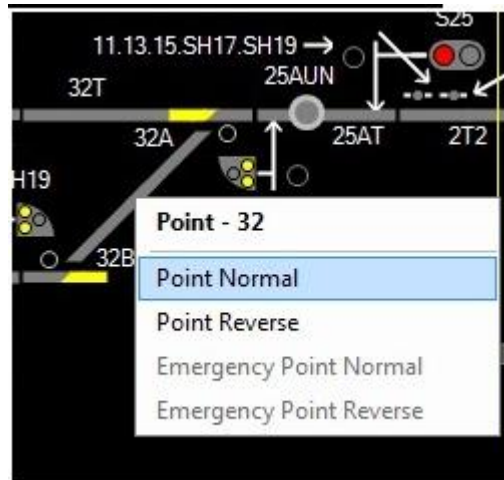 S25
11.13.15.SH17.SH19
25AUN
32T
32A
25AT
2T2
H19
32B
Point - 32
Point Normal
Point Reverse
Emergency Point Normal
Emergency Point Reverse